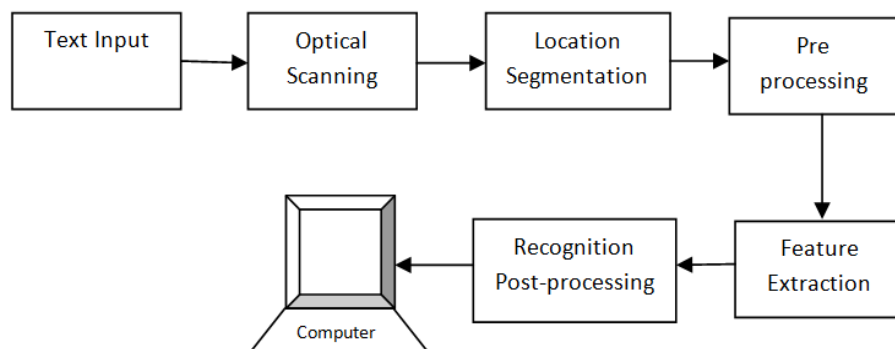 Text Input
Optical
Scanning
Location
Segmentation
Pre
processing
Feature
Extraction
Recognition
Post-processing
Computer